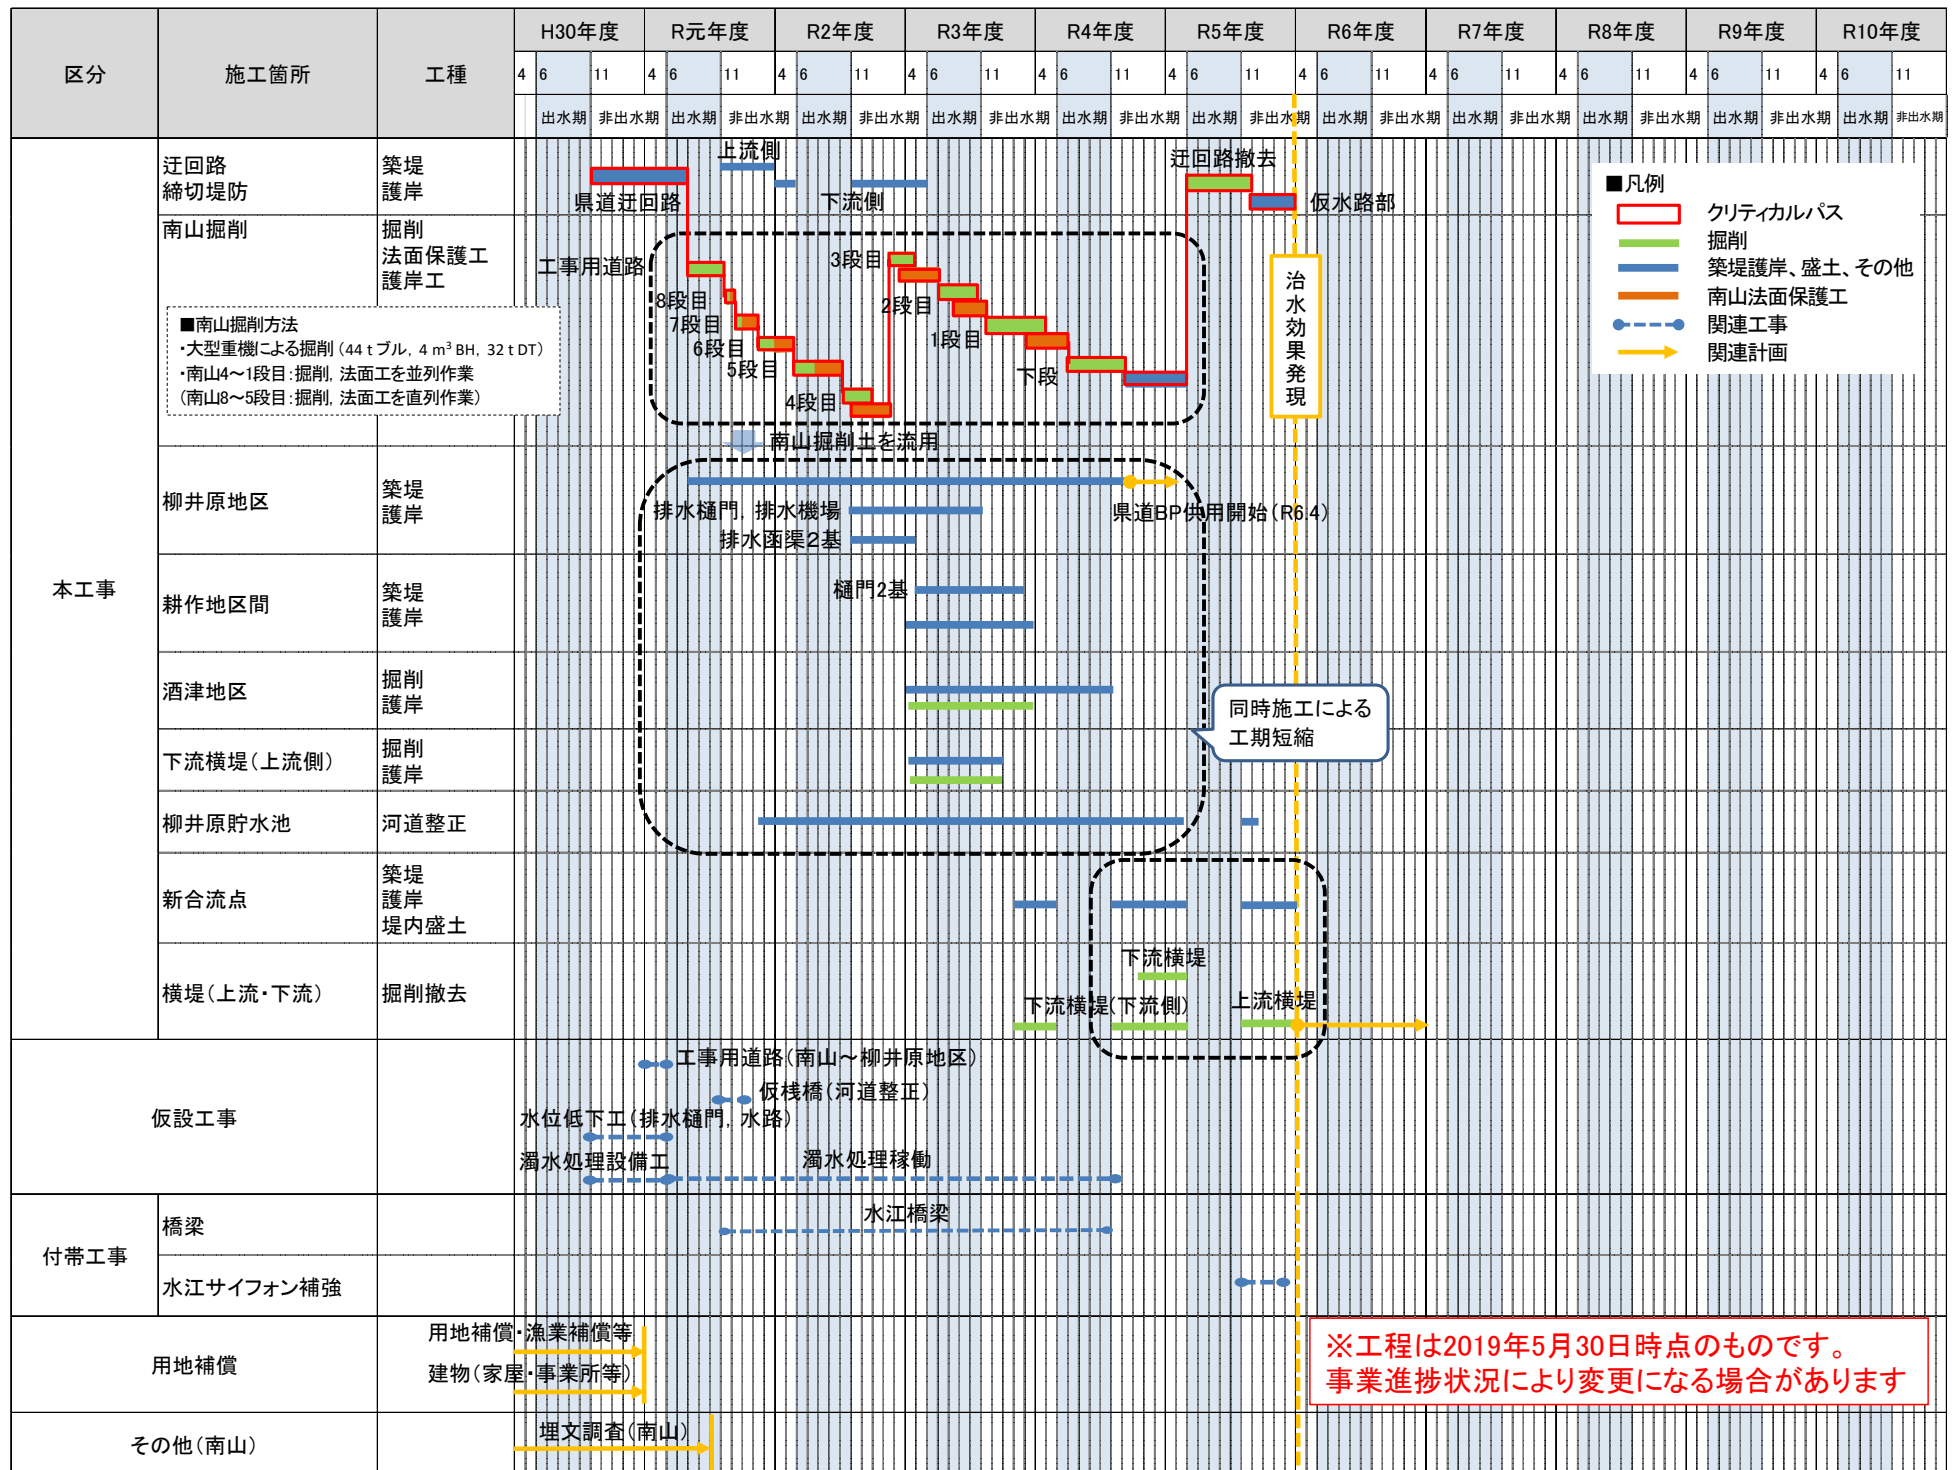 区分 施工箇所 工種 H30年度 R元年度 R2年度 R3年度 R4年度 R5年度 R6年度 R7年度 R8年度 R9年度 R10年度
4 6 11 4 6 11 4 6 11 4 6 11 4 6 11 4 6 11 4 6 11 4 6 11 4 6 11 4 6 11 4 6 11
出水期 非出水期 出水期 非出水期 出水期 非出水期 出水期 非出水期 出水期 非出水期 出水期 非出水期 出水期 非出水期 出水期 非出水期 出水期 非出水期 出水期 非出水期 出水期 非出水期
本工事
迂回路
締切堤防
築堤
護岸
上流側
県道迂回路
下流側
迂回路撤去
仮水路部
南山掘削
掘削
法面保護工
護岸工
工事用道路
8段目
7段目
6段目
5段目
4段目
3段目
2段目
1段目
下段
■南山掘削方法
・大型重機による掘削(44tブル, 4m³BH, 32tDT)
・南山4~1段目:掘削, 法面工を並列作業
(南山8~5段目:掘削, 法面工を直列作業)
治水効果発現
■凡例
クリティカルパス
掘削
築堤護岸、盛土、その他
南山法面保護工
関連工事
関連計画
南山掘削土を流用
柳井原地区
築堤
護岸
排水樋門, 排水機場
排水函渠2基
県道BP供用開始(R6.4)
耕作地区間
築堤
護岸
樋門2基
酒津地区
掘削
護岸
同時施工による
工期短縮
下流横堤(上流側)
掘削
護岸
柳井原貯水池 河道整正
新合流点
築堤
護岸
堤内盛土
横堤(上流・下流) 掘削撤去
下流横堤
下流横堤(下流側)
上流横堤
仮設工事
工事用道路(南山~柳井原地区)
仮桟橋(河道整正)
水位低下工(排水樋門, 水路)
濁水処理設備工
濁水処理稼働
付帯工事
橋梁
水江橋梁
水江サイフォン補強
用地補償
用地補償・漁業補償等
建物(家屋・事業所等)
※工程は2019年5月30日時点のものです。
事業進捗状況により変更になる場合があります
その他(南山)
埋文調査(南山)